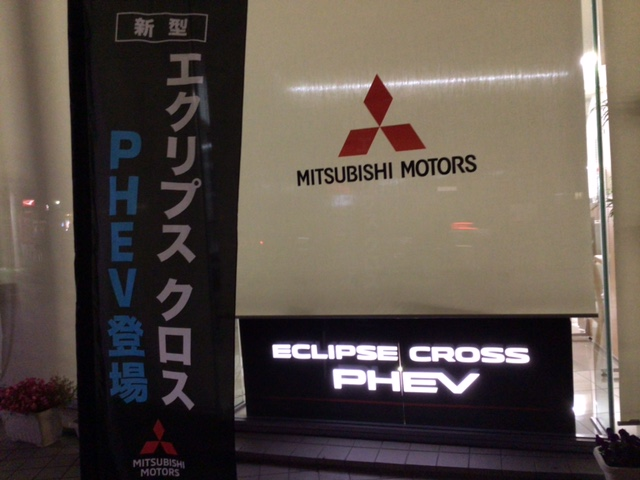 新型
エクリプス クロス
PHEV登場
MITSUBISHI
MOTORS
MITSUBISHI MOTORS
ECLIPSE CROSS
PHEV